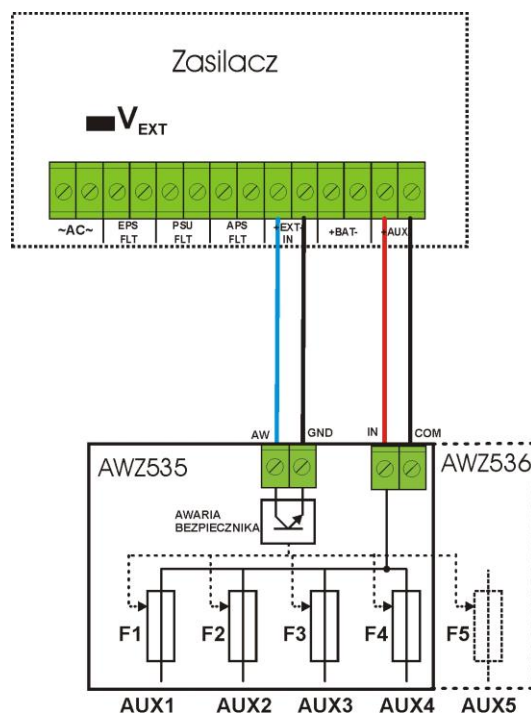 Zasilacz
VEXT
~AC~ EPS FLT PSU FLT APS FLT +EXT- IN +BAT- +AUX
AW GND IN COM
AWZ535 AWZ536
AWARIA
BEZPIECZNIKA
F1 F2 F3 F4 F5
AUX1 AUX2 AUX3 AUX4 AUX5